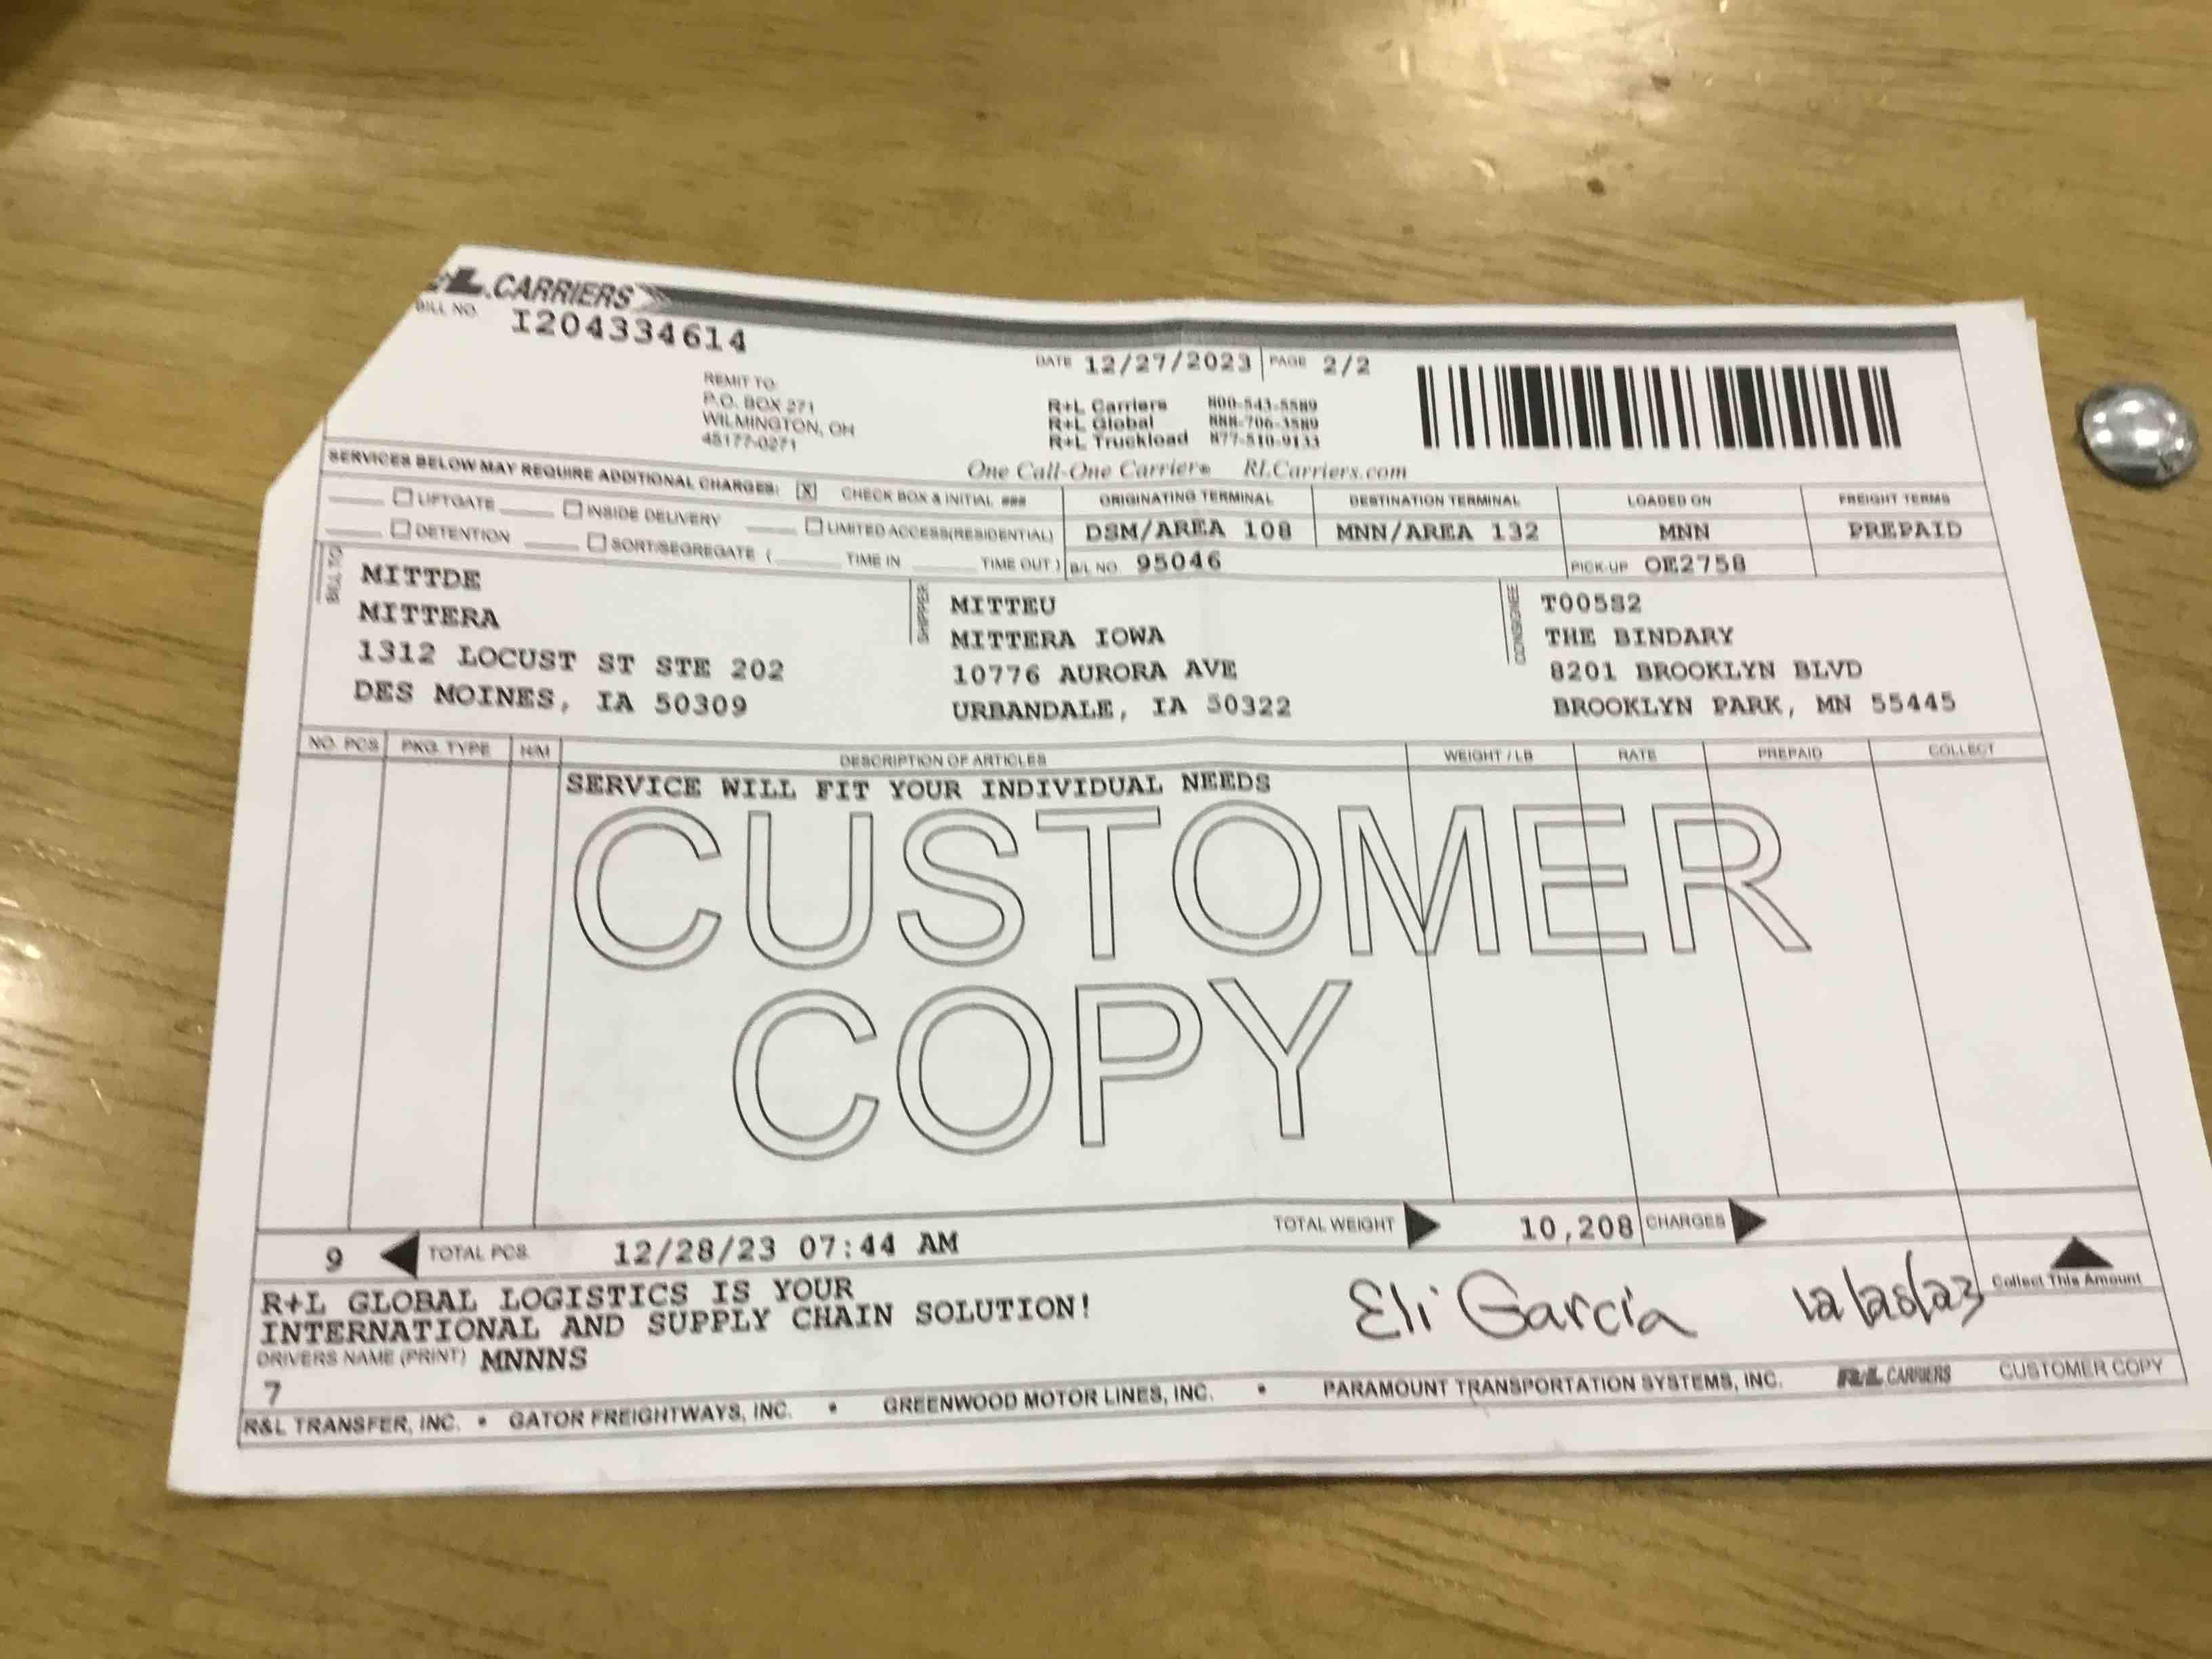 L CARRIERS
BILL NO. I204334614
DATE 12/27/2023 PAGE 2/2
REMIT TO:
P.O. BOX 271
WILMINGTON, OH
45177-0271
R+L Carriers 800-543-5589
R+L Global 888-706-3589
R+L Truckload 877-510-9133
One Call-One Carrier® RLCarriers.com
SERVICES BELOW MAY REQUIRE ADDITIONAL CHARGES: [X] CHECK BOX & INITIAL ###
LIFTGATE INSIDE DELIVERY LIMITED ACCESS(RESIDENTIAL)
DETENTION SORT/SEGREGATE ( TIME IN TIME OUT )
ORIGINATING TERMINAL DESTINATION TERMINAL LOADED ON FREIGHT TERMS
DSM/AREA 108 MNN/AREA 132 MNN PREPAID
B/L NO. 95046 PICK-UP OE2758
BILL TO
MITTDE
MITTERA
1312 LOCUST ST STE 202
DES MOINES, IA 50309
SHIPPER
MITTEU
MITTERA IOWA
10776 AURORA AVE
URBANDALE, IA 50322
CONSIGNEE
T00582
THE BINDARY
8201 BROOKLYN BLVD
BROOKLYN PARK, MN 55445
NO. PCS PKG. TYPE H/M DESCRIPTION OF ARTICLES WEIGHT / LB RATE PREPAID COLLECT
SERVICE WILL FIT YOUR INDIVIDUAL NEEDS
CUSTOMER
COPY
9 TOTAL PCS. 12/28/23 07:44 AM TOTAL WEIGHT 10,208 CHARGES
Collect This Amount
R+L GLOBAL LOGISTICS IS YOUR
INTERNATIONAL AND SUPPLY CHAIN SOLUTION!
Eli Garcia 12/28/23
DRIVERS NAME (PRINT) MNNNS
7
R&L TRANSFER, INC. • GATOR FREIGHTWAYS, INC. • GREENWOOD MOTOR LINES, INC. • PARAMOUNT TRANSPORTATION SYSTEMS, INC. R+L CARRIERS CUSTOMER COPY